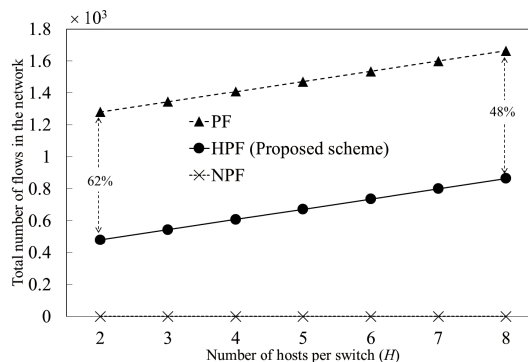 × 10³
1.8
1.6
1.4
1.2
1
0.8
0.6
0.4
0.2
0
Total number of flows in the network
PF
HPF (Proposed scheme)
NPF
62%
48%
2 3 4 5 6 7 8
Number of hosts per switch (H)